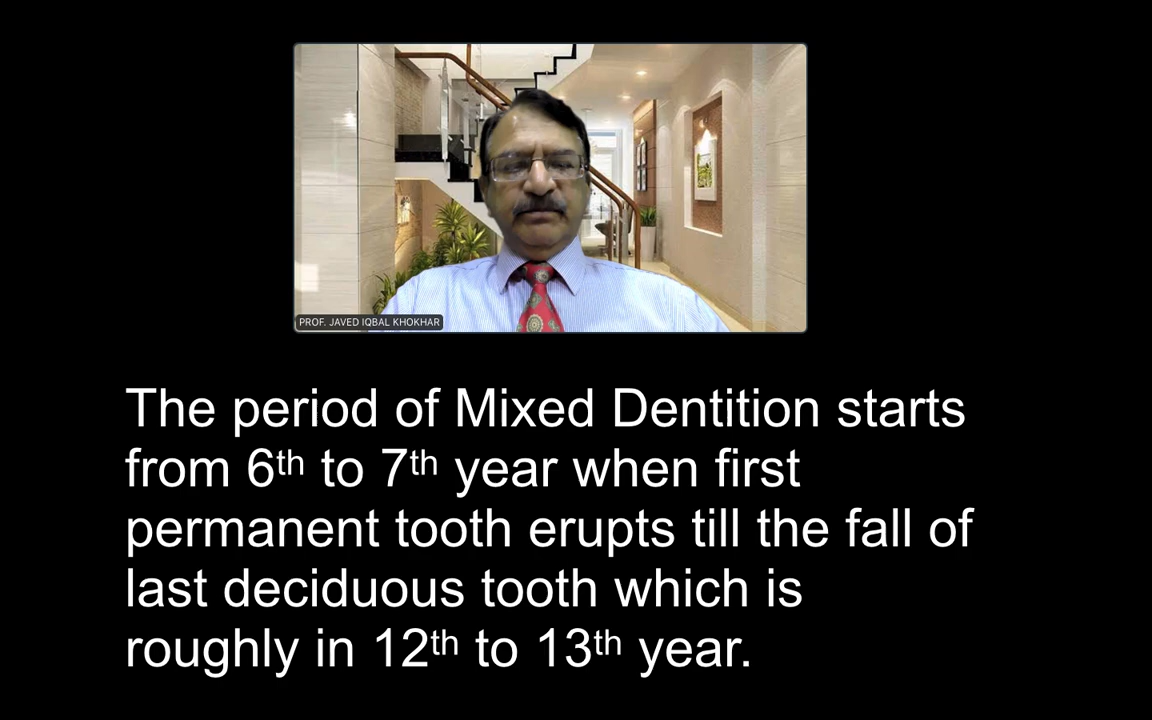 PROF. JAVED IQBAL KHOKHAR
The period of Mixed Dentition starts
from 6th to 7th year when first
permanent tooth erupts till the fall of
last deciduous tooth which is
roughly in 12th to 13th year.